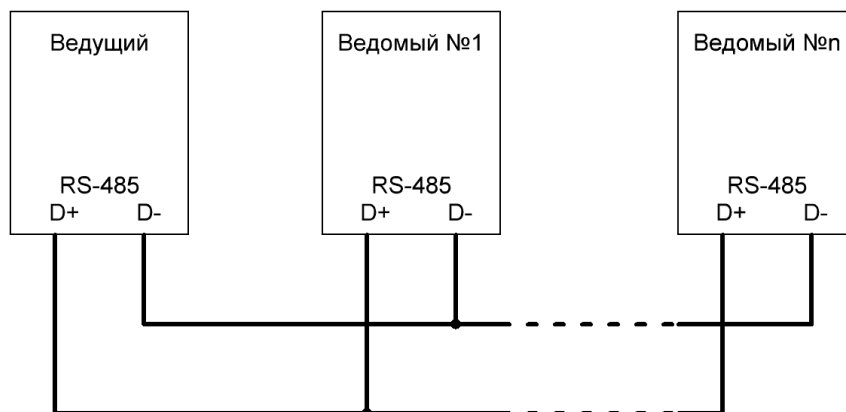 Ведущий
RS-485
D+ D-
Ведомый №1
RS-485
D+ D-
Ведомый №n
RS-485
D+ D-